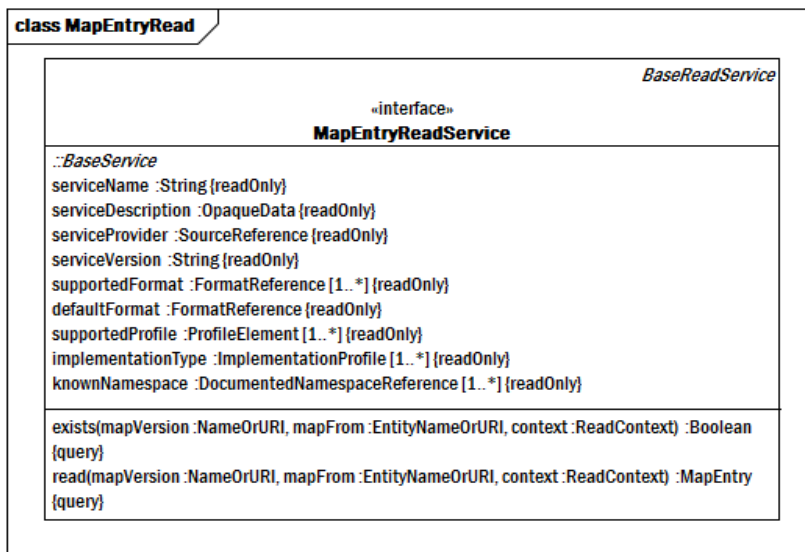 class MapEntryRead
BaseReadService
«interface»
MapEntryReadService
::BaseService
serviceName :String {readOnly}
serviceDescription :OpaqueData {readOnly}
serviceProvider :SourceReference {readOnly}
serviceVersion :String {readOnly}
supportedFormat :FormatReference [1..*] {readOnly}
defaultFormat :FormatReference {readOnly}
supportedProfile :ProfileElement [1..*] {readOnly}
implementationType :ImplementationProfile [1..*] {readOnly}
knownNamespace :DocumentedNamespaceReference [1..*] {readOnly}
exists(mapVersion :NameOrURI, mapFrom :EntityNameOrURI, context :ReadContext) :Boolean
{query}
read(mapVersion :NameOrURI, mapFrom :EntityNameOrURI, context :ReadContext) :MapEntry
{query}